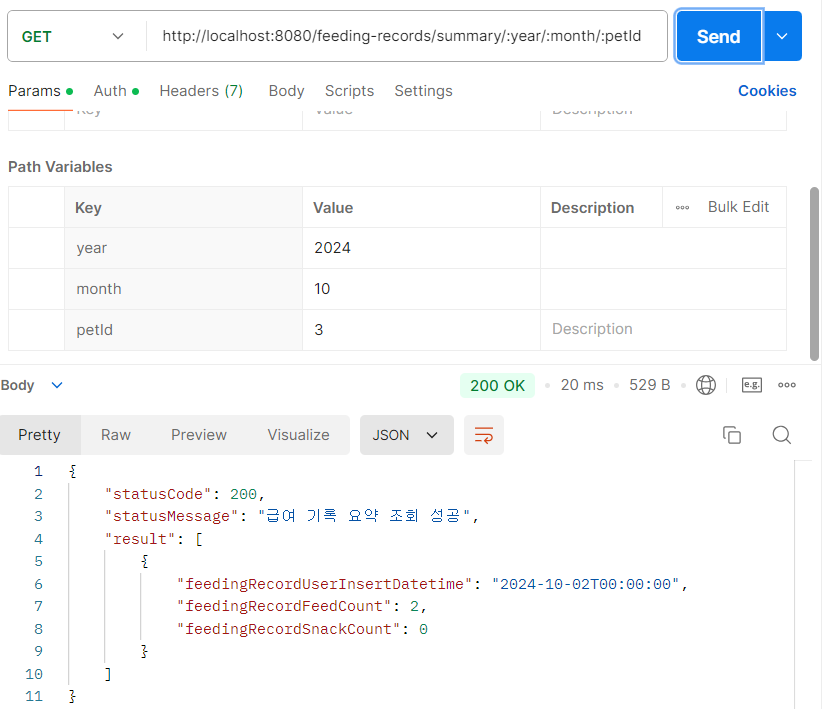 GET http://localhost:8080/feeding-records/summary/:year/:month/:petId Send
Params Auth Headers (7) Body Scripts Settings Cookies
Key Value Description
Path Variables
Key Value Description Bulk Edit
year 2024
month 10
petId 3 Description
Body 200 OK 20 ms 529 B e.g.
Pretty Raw Preview Visualize JSON
1 {
2 "statusCode": 200,
3 "statusMessage": "급여 기록 요약 조회 성공",
4 "result": [
5 {
6 "feedingRecordUserInsertDatetime": "2024-10-02T00:00:00",
7 "feedingRecordFeedCount": 2,
8 "feedingRecordSnackCount": 0
9 }
10 ]
11 }